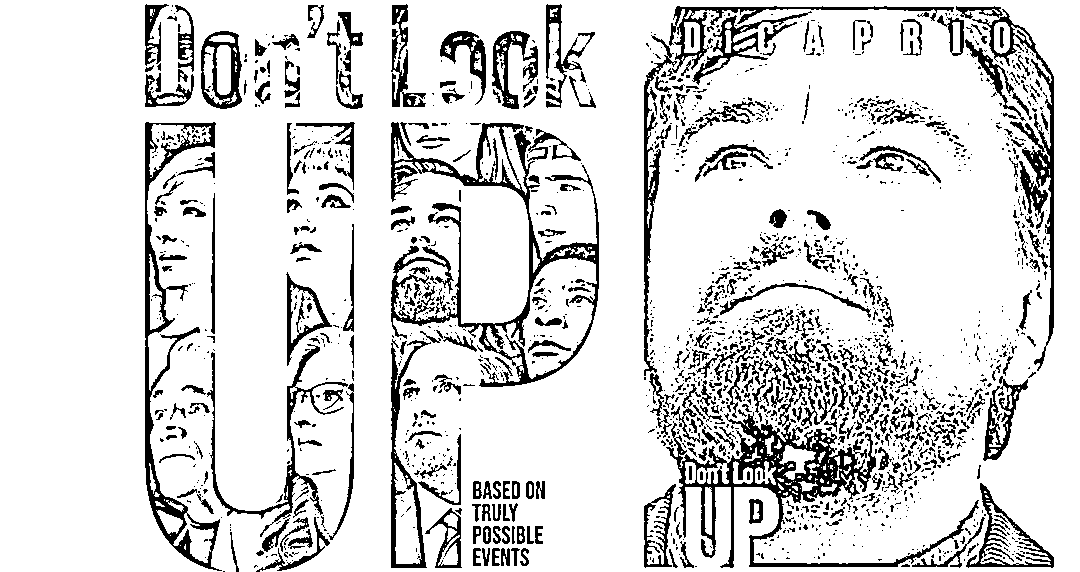 Don't Look
UP
BASED ON
TRULY
POSSIBLE
EVENTS
DiCAPRIO
Don't Look
UP